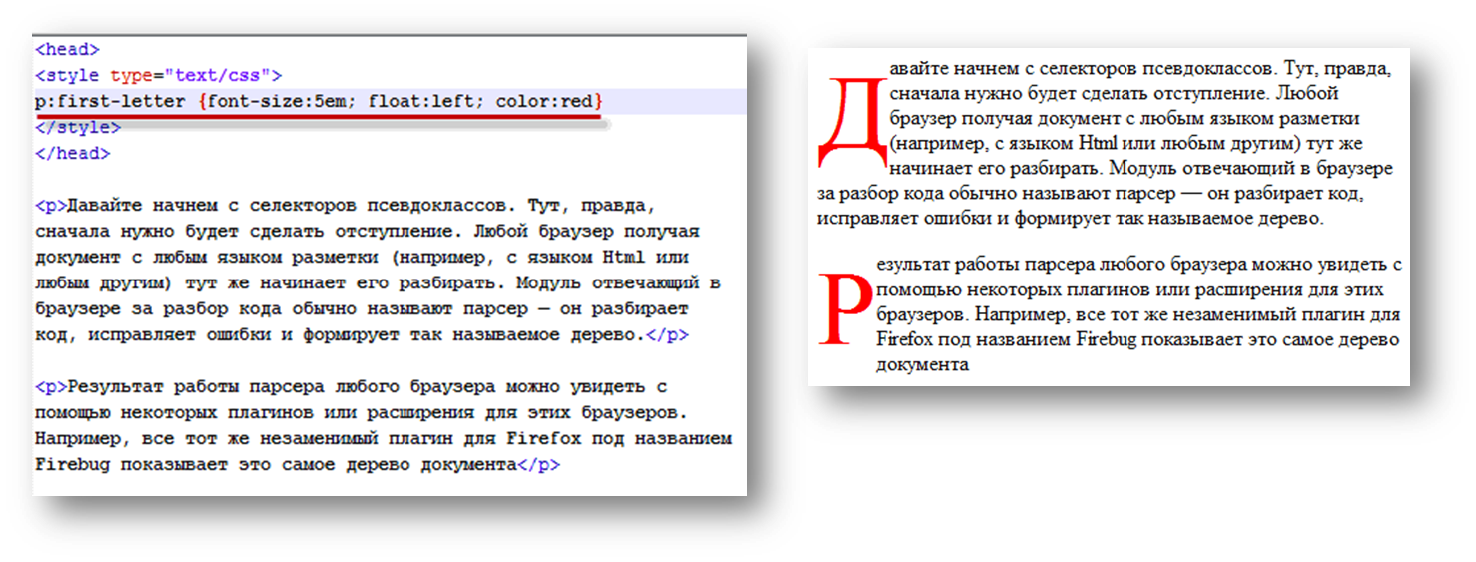 <head>
<style type="text/css">
p:first-letter {font-size:5em; float:left; color:red}
</style>
</head>
<p>Давайте начнем с селекторов псевдоклассов. Тут, правда,
сначала нужно будет сделать отступление. Любой браузер получая
документ с любым языком разметки (например, с языком Html или
любым другим) тут же начинает его разбирать. Модуль отвечающий в
браузере за разбор кода обычно называют парсер — он разбирает
код, исправляет ошибки и формирует так называемое дерево.</p>
<p>Результат работы парсера любого браузера можно увидеть с
помощью некоторых плагинов или расширения для этих браузеров.
Например, все тот же незаменимый плагин для Firefox под названием
Firebug показывает это самое дерево документа</p>
Давайте начнем с селекторов псевдоклассов. Тут, правда,
сначала нужно будет сделать отступление. Любой
браузер получая документ с любым языком разметки
(например, с языком Html или любым другим) тут же
начинает его разбирать. Модуль отвечающий в браузере
за разбор кода обычно называют парсер — он разбирает код,
исправляет ошибки и формирует так называемое дерево.
Результат работы парсера любого браузера можно увидеть с
помощью некоторых плагинов или расширения для этих
браузеров. Например, все тот же незаменимый плагин для
Firefox под названием Firebug показывает это самое дерево
документа